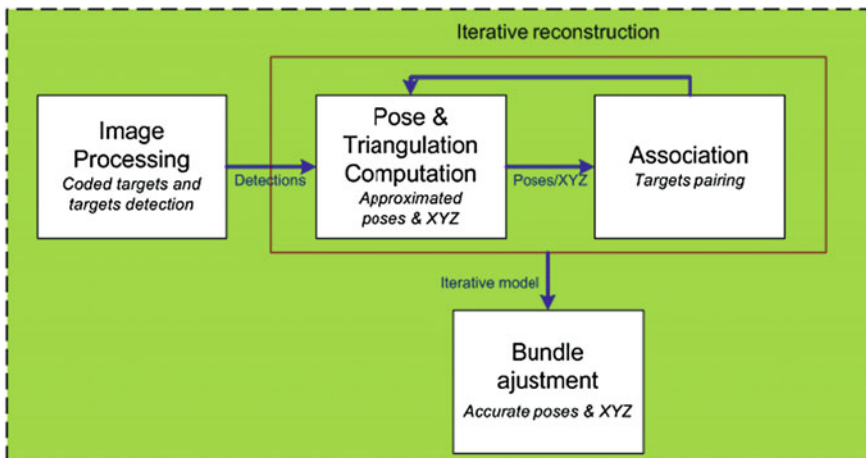 Iterative reconstruction
Image
Processing
Coded targets and
targets detection
Detections
Pose &
Triangulation
Computation
Approximated
poses & XYZ
Poses/XYZ
Association
Targets pairing
Iterative model
Bundle
ajustment
Accurate poses & XYZ